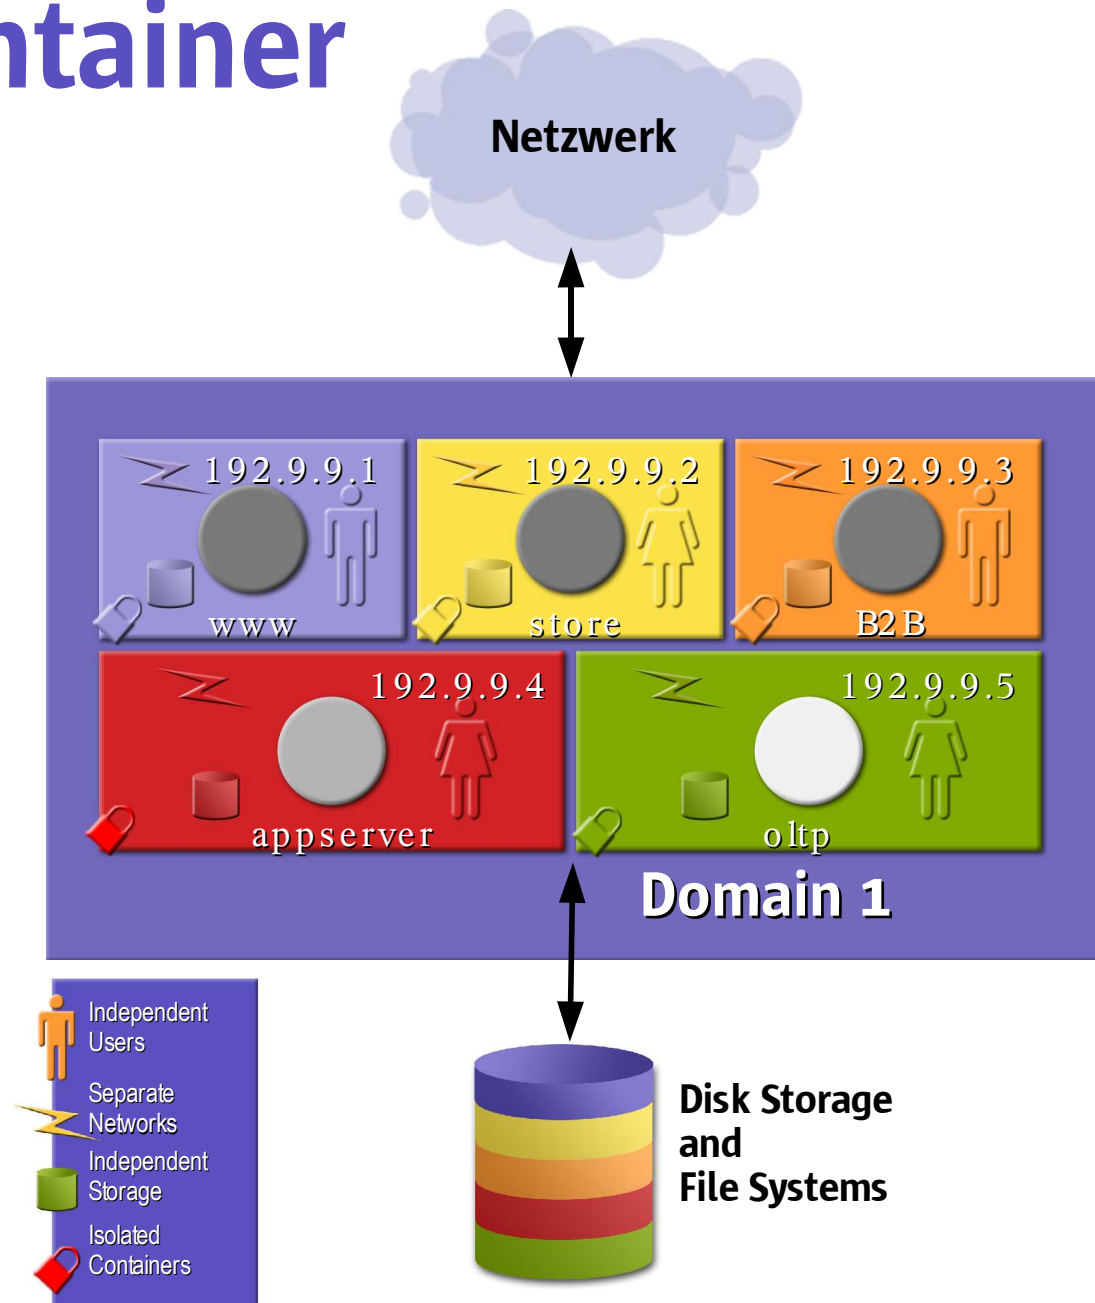 ntainer
Netzwerk
192.9.9.1
192.9.9.2
192.9.9.3
www
store
B2B
192.9.9.4
192.9.9.5
appserver
oltp
Domain 1
Independent
Users
Separate
Networks
Independent
Storage
Isolated
Containers
Disk Storage
and
File Systems